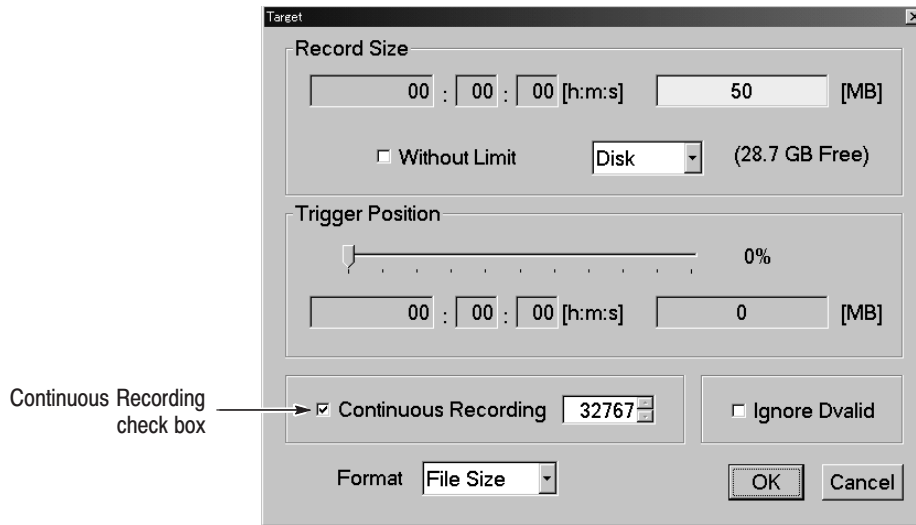 Target
Record Size
00 : 00 : 00 [h:m:s] 50 [MB]
Without Limit Disk (28.7 GB Free)
Trigger Position
0%
00 : 00 : 00 [h:m:s] 0 [MB]
Continuous Recording
check box
Continuous Recording 32767 Ignore Dvalid
Format File Size OK Cancel